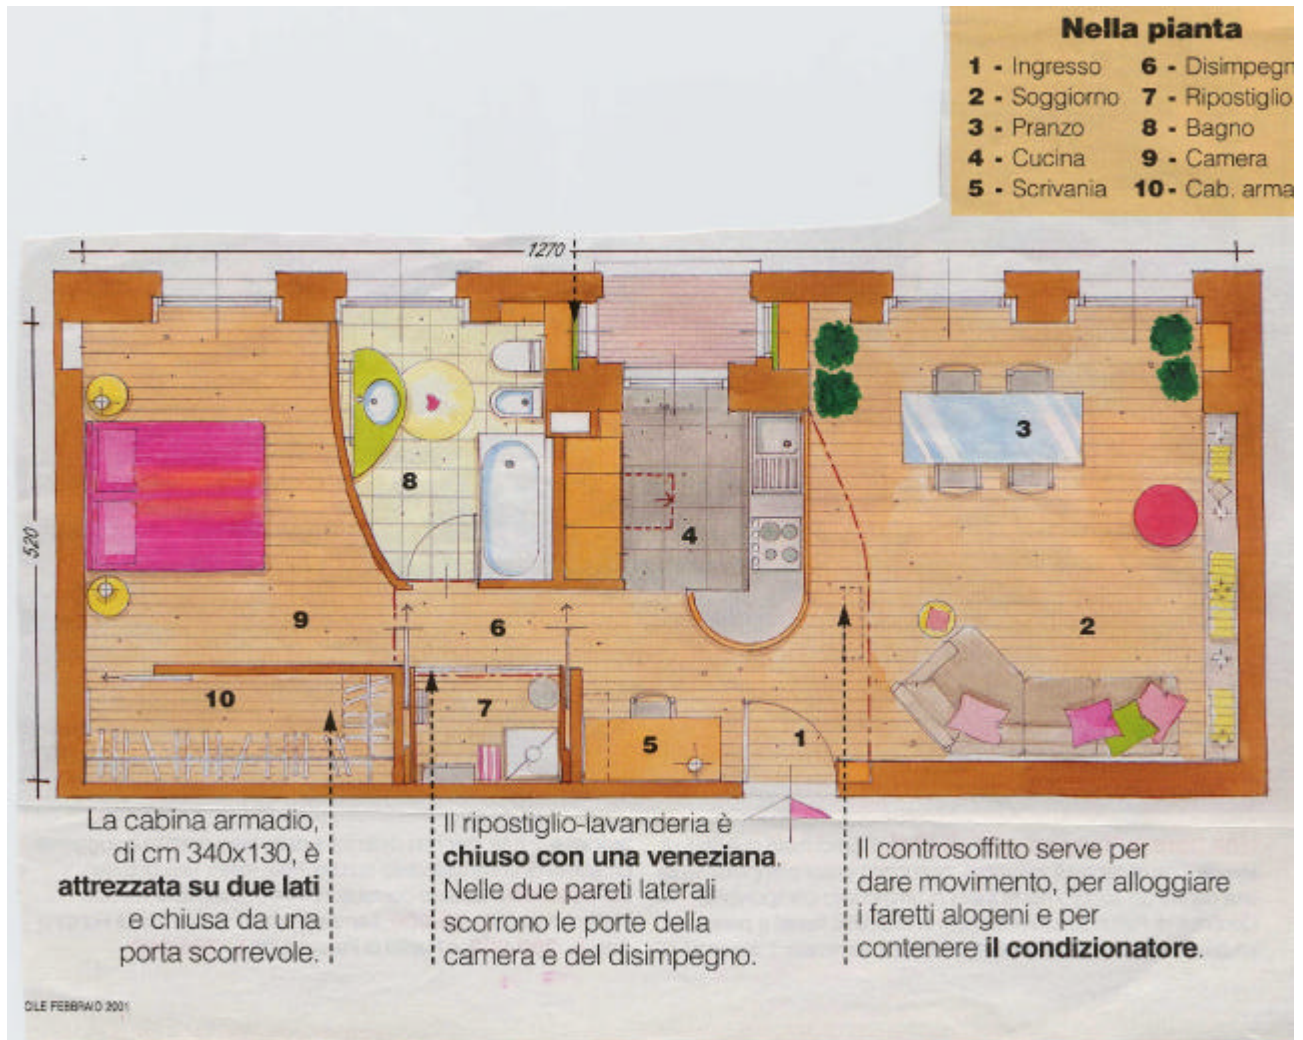 Nella pianta
1 - Ingresso
2 - Soggiorno
3 - Pranzo
4 - Cucina
5 - Scrivania
6 - Disimpegn
7 - Ripostiglio
8 - Bagno
9 - Camera
10 - Cab. arma
1270
520
3
8
4
9
6
2
10
7
5
1
La cabina armadio,
di cm 340x130, è
attrezzata su due lati
e chiusa da una
porta scorrevole.
Il ripostiglio-lavanderia è
chiuso con una veneziana.
Nelle due pareti laterali
scorrono le porte della
camera e del disimpegno.
Il controsoffitto serve per
dare movimento, per alloggiare
i faretti alogeni e per
contenere il condizionatore.
CILE FEBBRAIO 2001